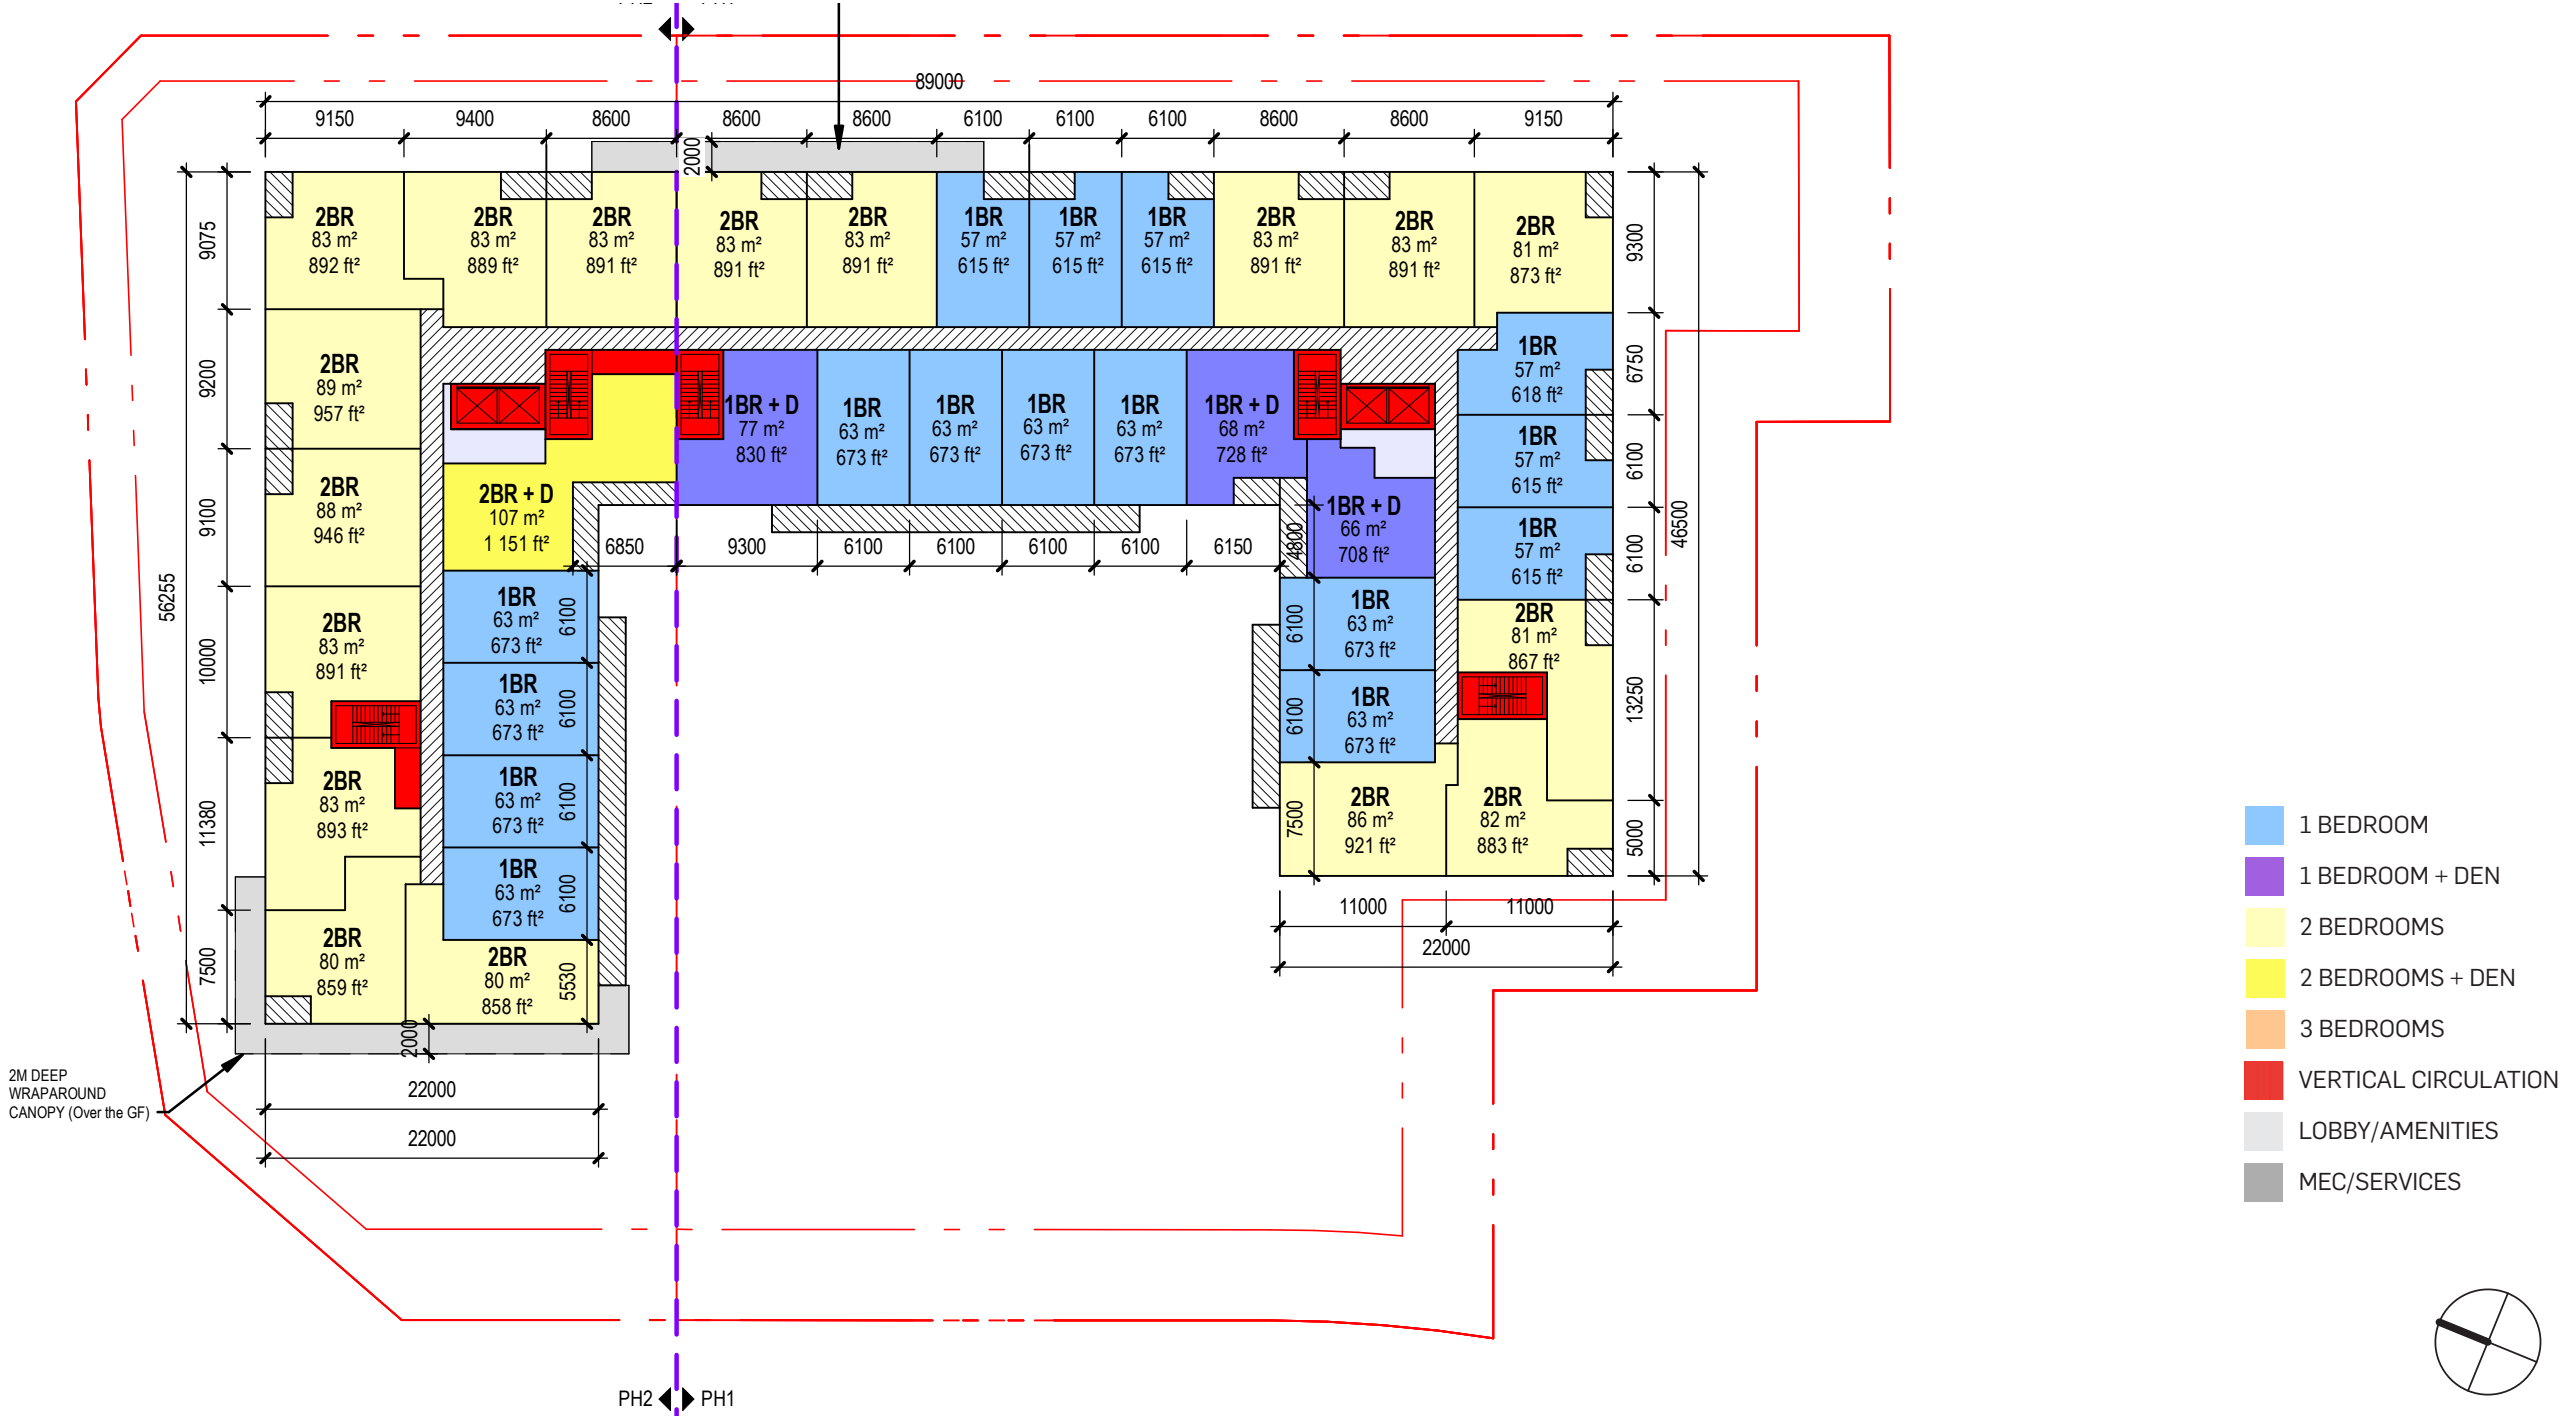 89000
9150
9400
8600
8600
8600
6100
6100
6100
8600
8600
9150
2000
2BR
83 m²
892 ft²
2BR
83 m²
889 ft²
2BR
83 m²
891 ft²
2BR
83 m²
891 ft²
2BR
83 m²
891 ft²
1BR
57 m²
615 ft²
1BR
57 m²
615 ft²
1BR
57 m²
615 ft²
2BR
83 m²
891 ft²
2BR
83 m²
891 ft²
2BR
81 m²
873 ft²
9075
9200
9100
10000
11380
7500
56255
2BR
89 m²
957 ft²
2BR
88 m²
946 ft²
2BR
83 m²
891 ft²
2BR
83 m²
893 ft²
2BR
80 m²
859 ft²
2BR
80 m²
858 ft²
2BR + D
107 m²
1 151 ft²
1BR
63 m²
673 ft²
1BR
63 m²
673 ft²
1BR
63 m²
673 ft²
1BR
63 m²
673 ft²
6100
6100
6100
6100
5530
1BR + D
77 m²
830 ft²
1BR
63 m²
673 ft²
1BR
63 m²
673 ft²
1BR
63 m²
673 ft²
1BR
63 m²
673 ft²
1BR + D
68 m²
728 ft²
6850
9300
6100
6100
6100
6100
6150
4800
1BR + D
66 m²
708 ft²
1BR
63 m²
673 ft²
1BR
63 m²
673 ft²
6100
6100
7500
2BR
86 m²
921 ft²
2BR
82 m²
883 ft²
1BR
57 m²
618 ft²
1BR
57 m²
615 ft²
1BR
57 m²
615 ft²
2BR
81 m²
867 ft²
9300
6750
6100
6100
13250
5000
46500
11000
11000
22000
2000
22000
22000
2M DEEP
WRAPAROUND
CANOPY (Over the GF)
PH2
PH1
1 BEDROOM
1 BEDROOM + DEN
2 BEDROOMS
2 BEDROOMS + DEN
3 BEDROOMS
VERTICAL CIRCULATION
LOBBY/AMENITIES
MEC/SERVICES